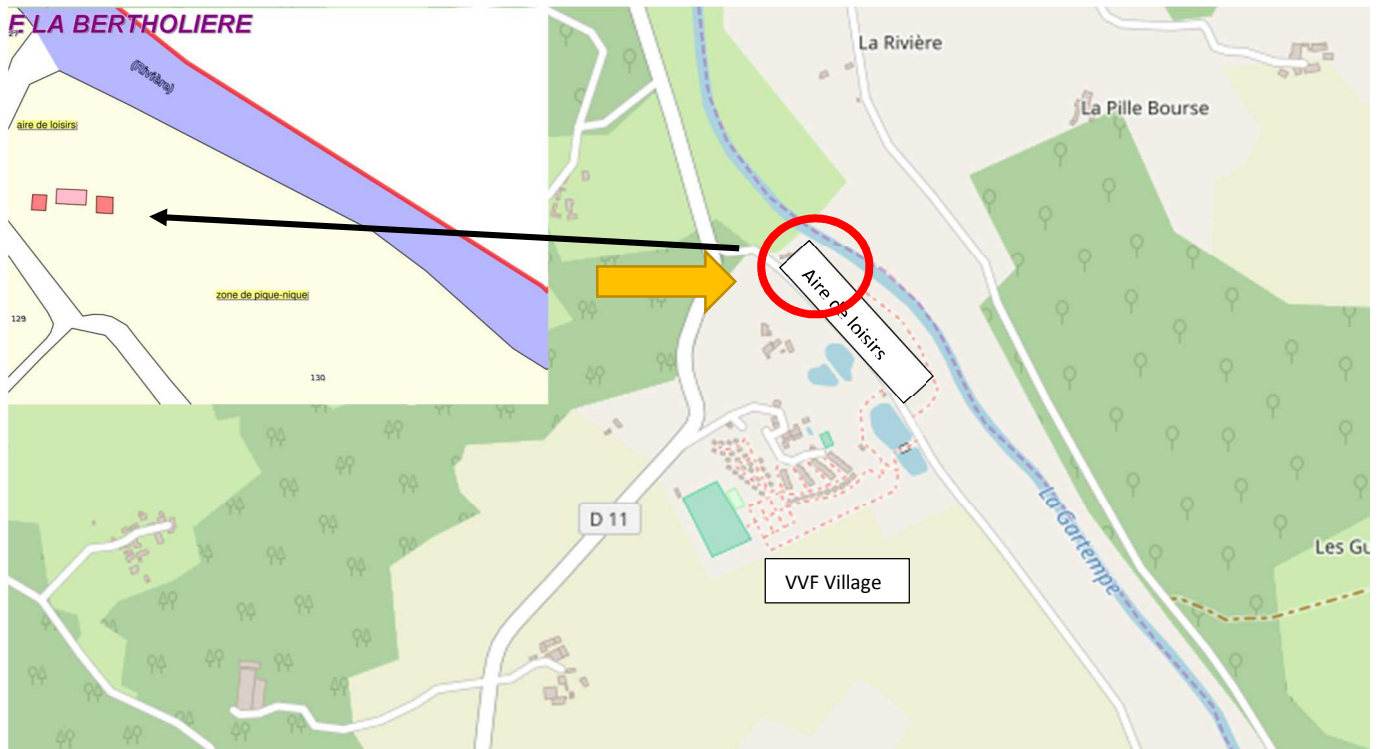 E LA BERTHOLIERE
(Rivière)
aire de loisirs
zone de pique-nique
129
130
La Rivière
La Pille Bourse
Aire de loisirs
D 11
VVF Village
La Gartempe
Les Gu